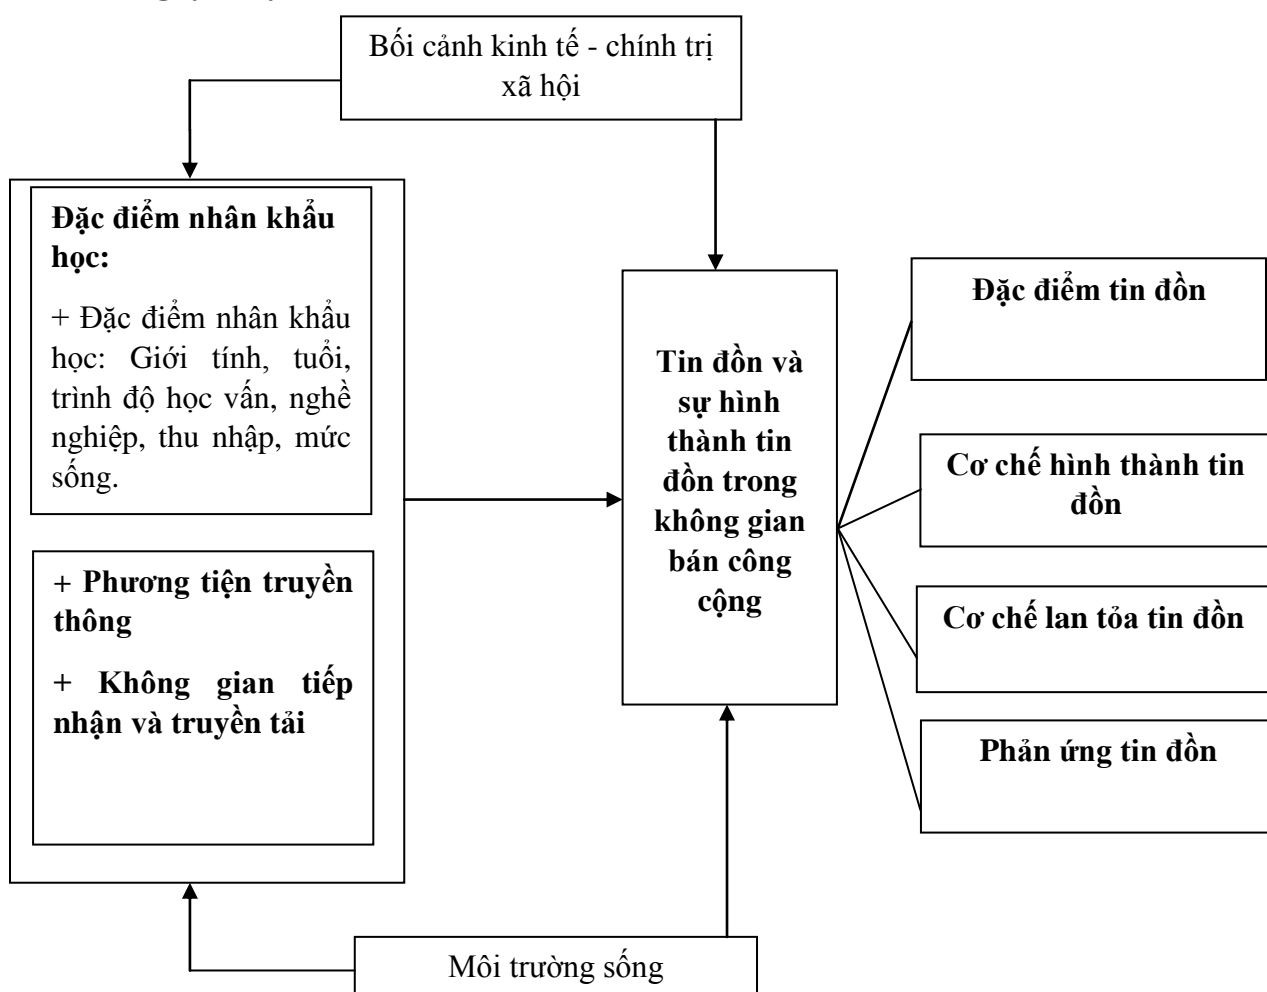 Bối cảnh kinh tế - chính trị
xã hội
Đặc điểm nhân khẩu
học:
+ Đặc điểm nhân khẩu
học: Giới tính, tuổi,
trình độ học vấn, nghề
nghiệp, thu nhập, mức
sống.
+ Phương tiện truyền
thông
+ Không gian tiếp
nhận và truyền tải
Tin đồn và
sự hình
thành tin
đồn trong
không gian
bán công
cộng
Đặc điểm tin đồn
Cơ chế hình thành tin
đồn
Cơ chế lan tỏa tin đồn
Phản ứng tin đồn
Môi trường sống